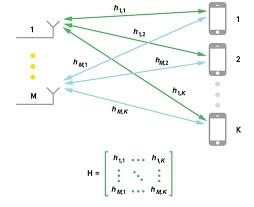 h1,1
1
1
h1,2
2
hM,1
hM,2
h1,K
M
hM,K
K
H = [ h1,1 ... h1,K
⋮ ⋱ ⋮
hM,1 ... hM,K ]